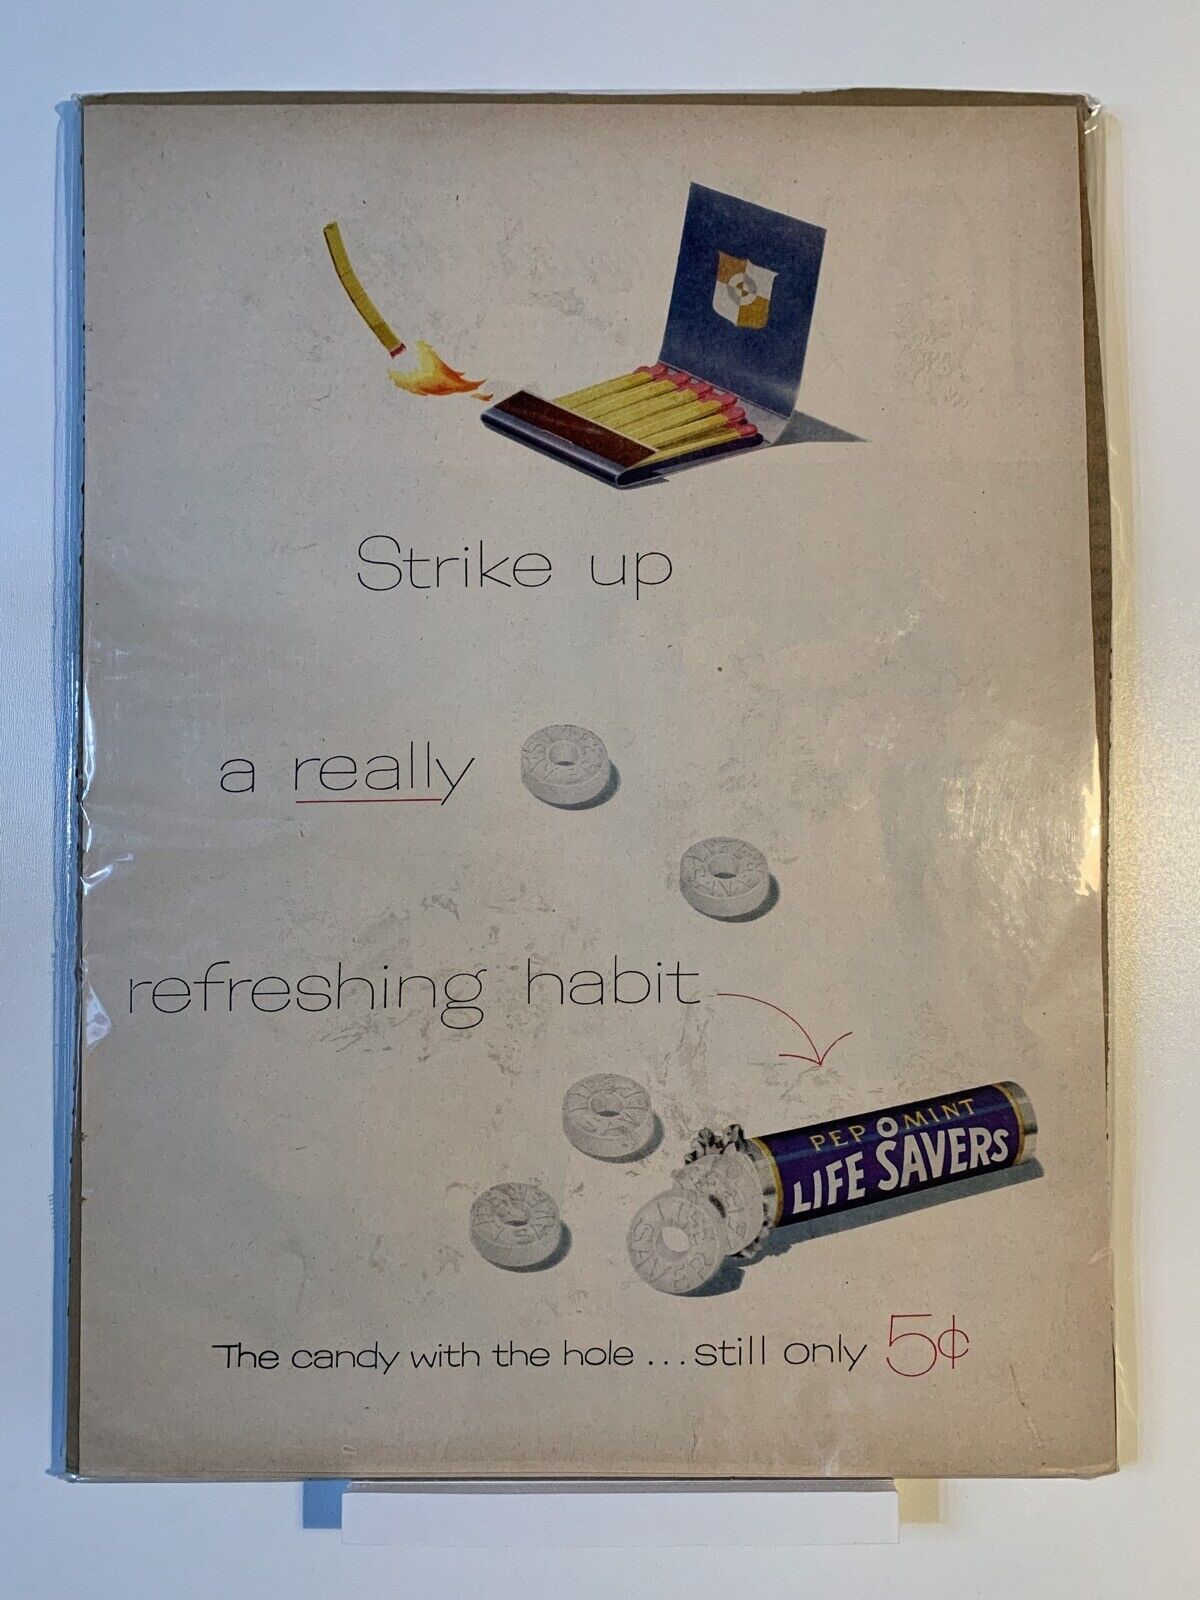 Strike up
a really
refreshing habit
PEP O MINT
LIFE SAVERS
The candy with the hole ... still only 5¢